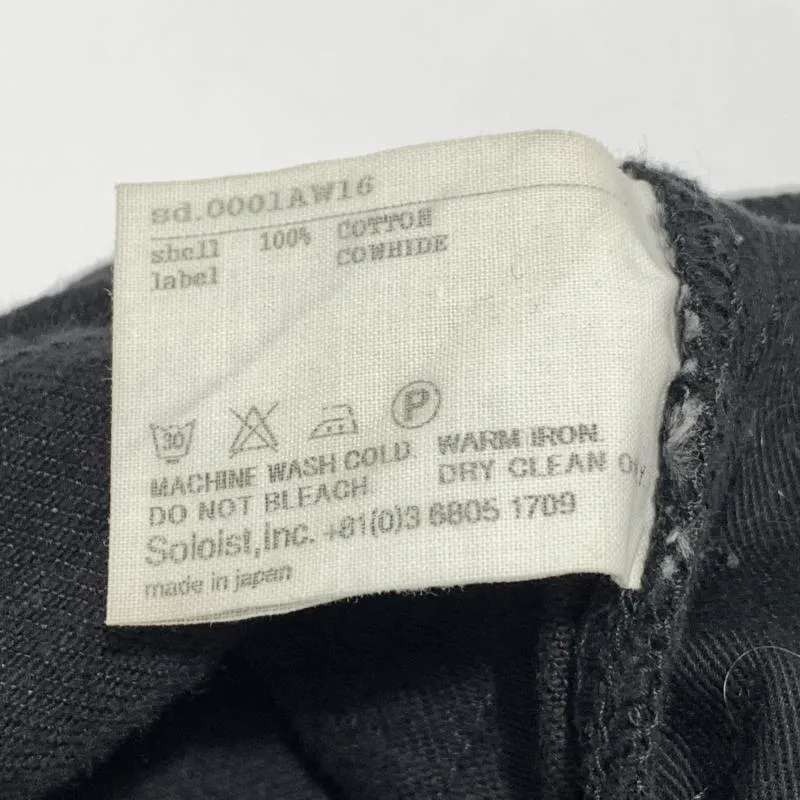 sd.0001AW16
shell 100% COTTON
label COWHIDE
30 P
MACHINE WASH COLD. WARM IRON.
DO NOT BLEACH. DRY CLEAN
Soloist,Inc. +81(0)3 6805 1709
made in japan